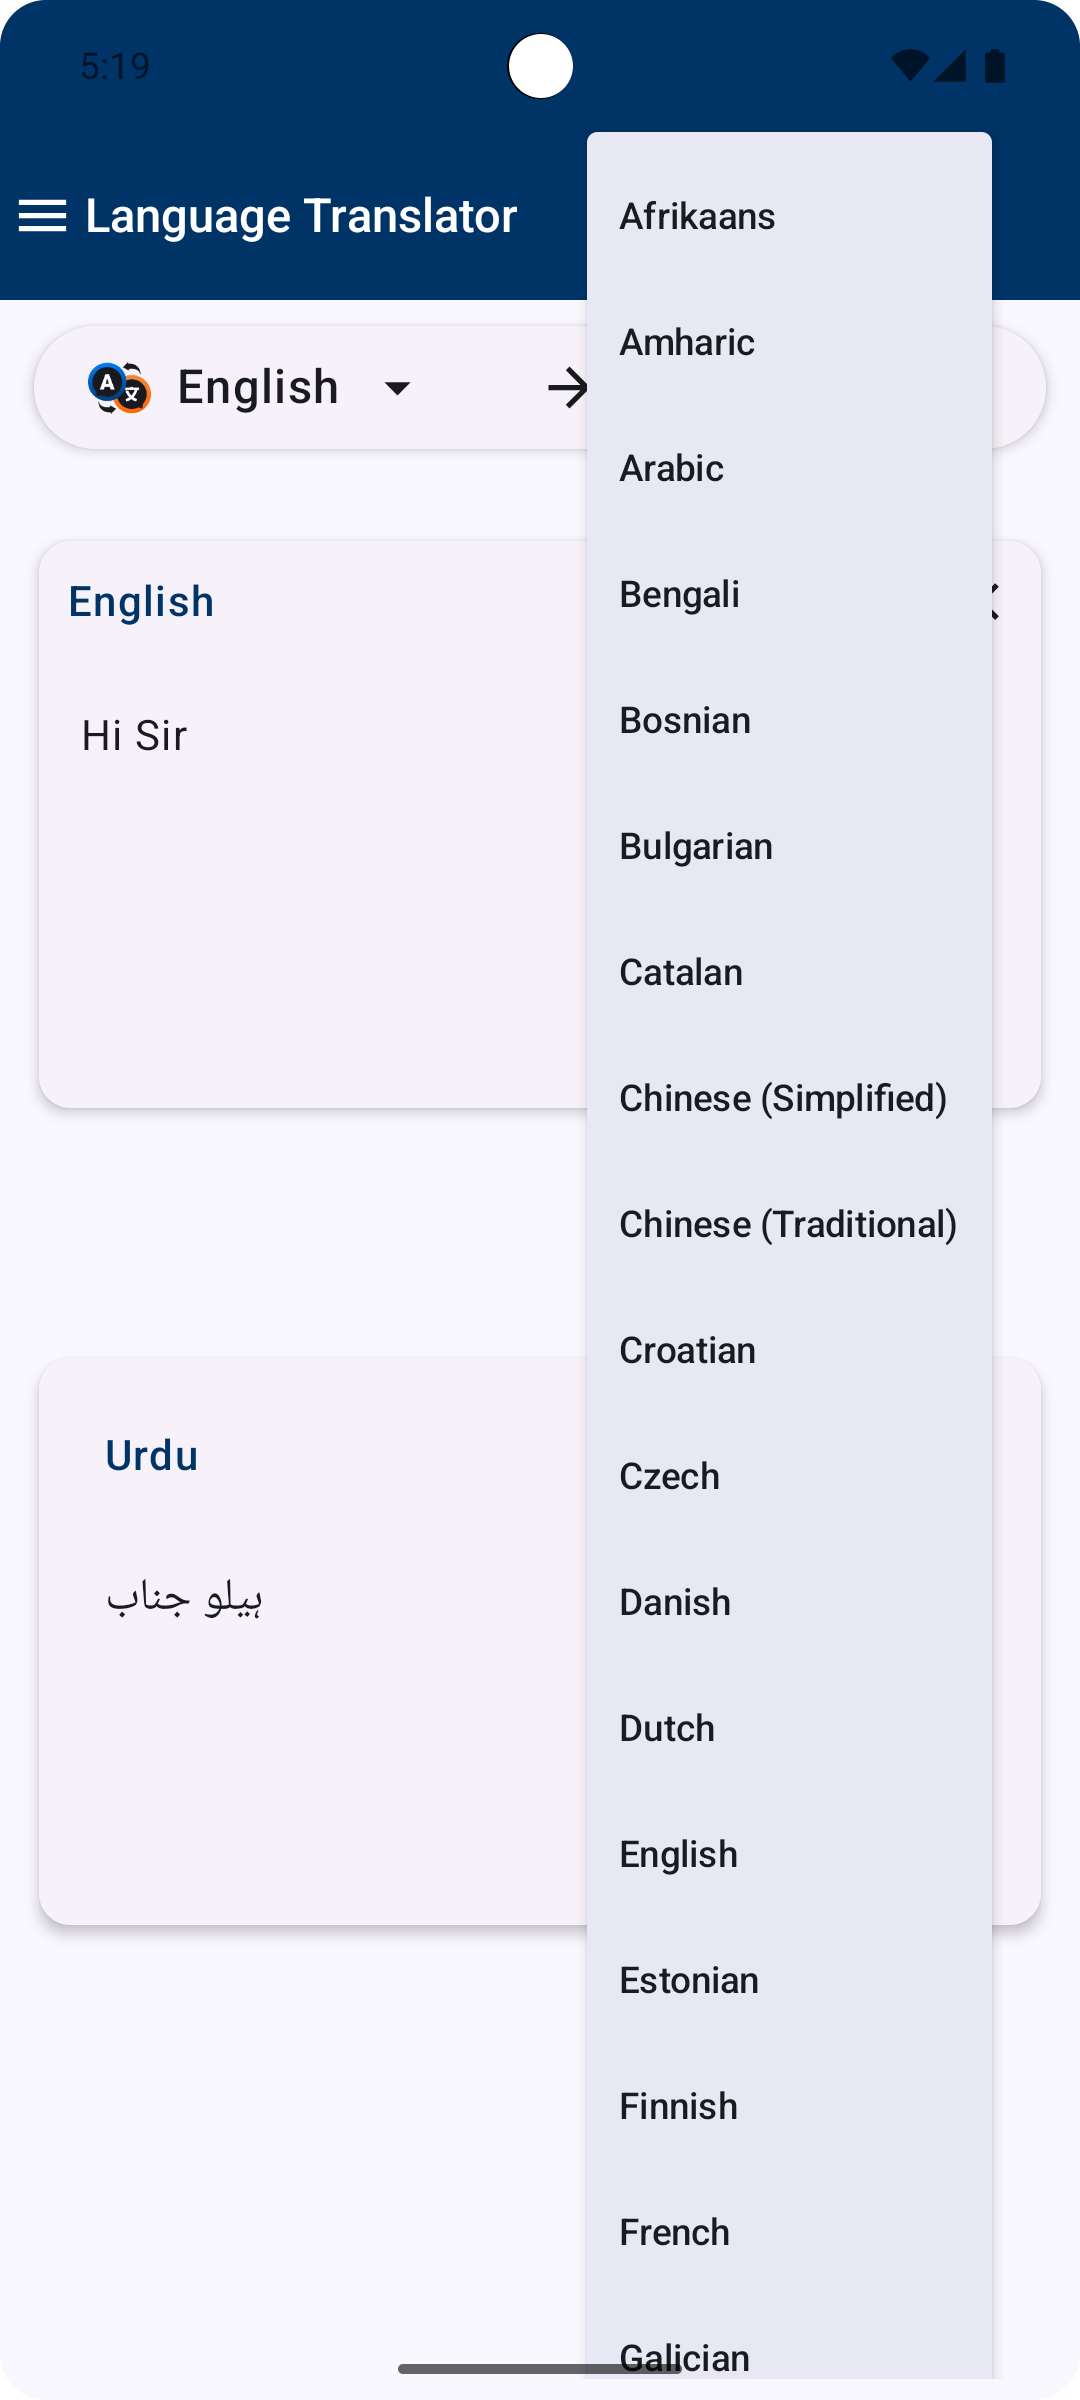 5:19
Language Translator
English
English
Hi Sir
Urdu
ہیلو جناب
Afrikaans
Amharic
Arabic
Bengali
Bosnian
Bulgarian
Catalan
Chinese (Simplified)
Chinese (Traditional)
Croatian
Czech
Danish
Dutch
English
Estonian
Finnish
French
Galician